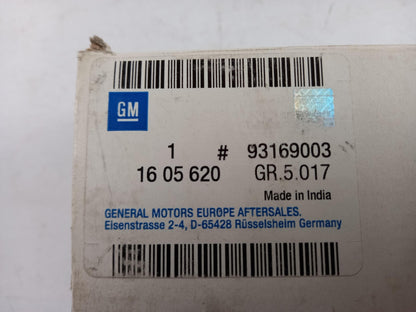 GM
1 # 93169003
16 05 620 GR.5.017
Made in India
GENERAL MOTORS EUROPE AFTERSALES.
Eisenstrasse 2-4, D-65428 Rüsselsheim Germany